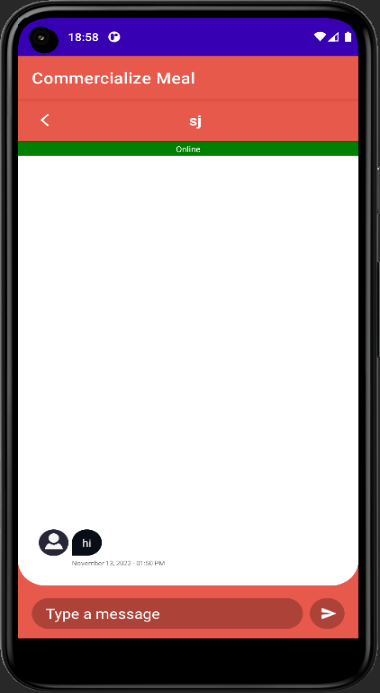 18:58
Commercialize Meal
sj
Online
hi
November 13, 2023 - 01:50 PM
Type a message